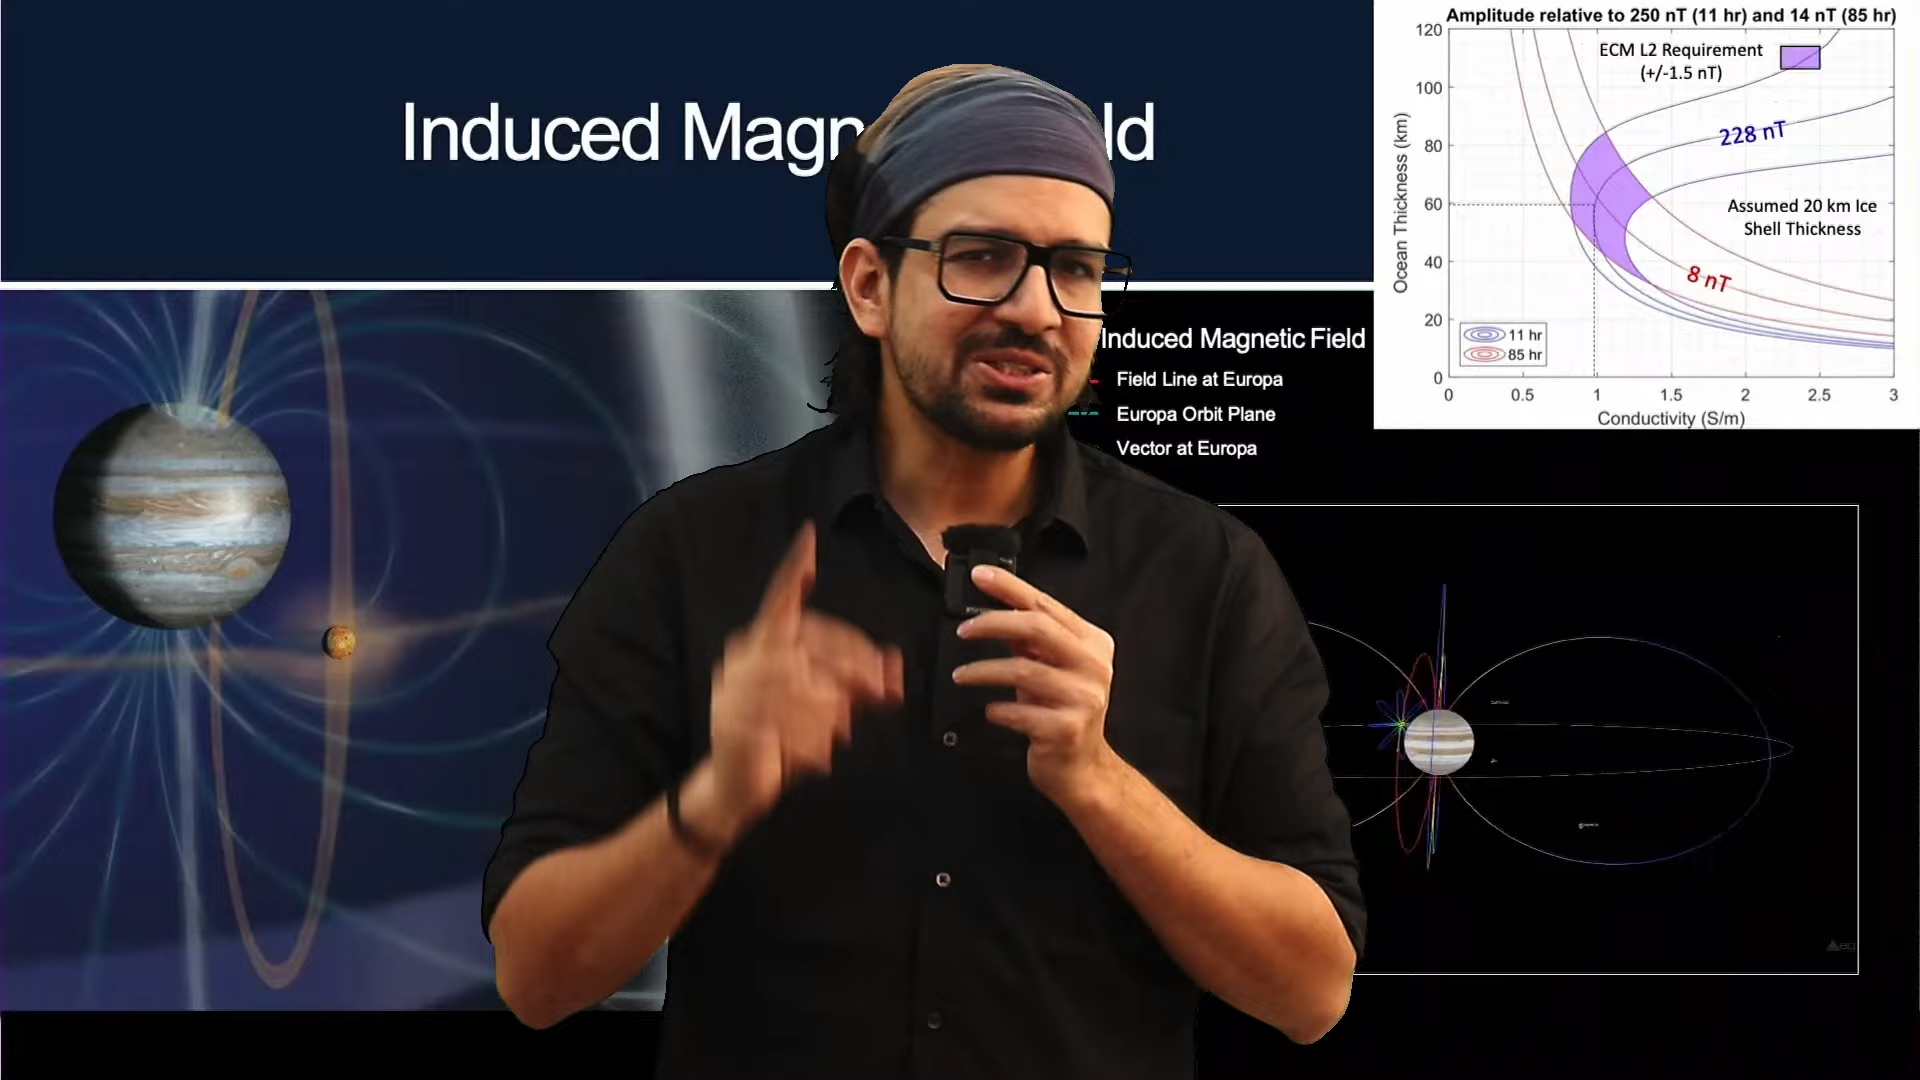 Induced Magn ld
Amplitude relative to 250 nT (11 hr) and 14 nT (85 hr)
ECM L2 Requirement
(+/-1.5 nT)
228 nT
Assumed 20 km Ice
Shell Thickness
8 nT
11 hr
85 hr
Ocean Thickness (km)
120
100
80
60
40
20
0
0 0.5 1 1.5 2 2.5 3
Conductivity (S/m)
Induced Magnetic Field
Field Line at Europa
Europa Orbit Plane
Vector at Europa